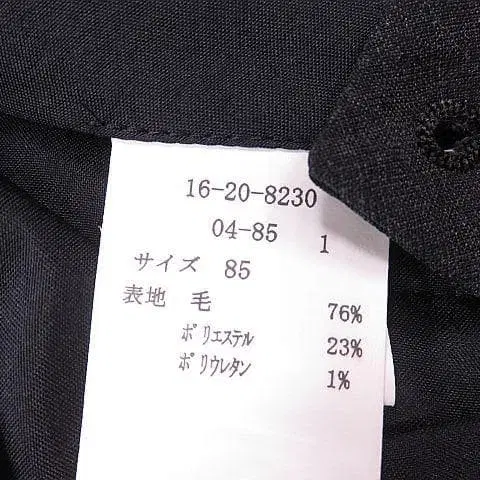 16-20-8230
04-85 1
サイズ 85
表地 毛 76%
ﾎﾟﾘｴｽﾃﾙ 23%
ﾎﾟﾘｳﾚﾀﾝ 1%